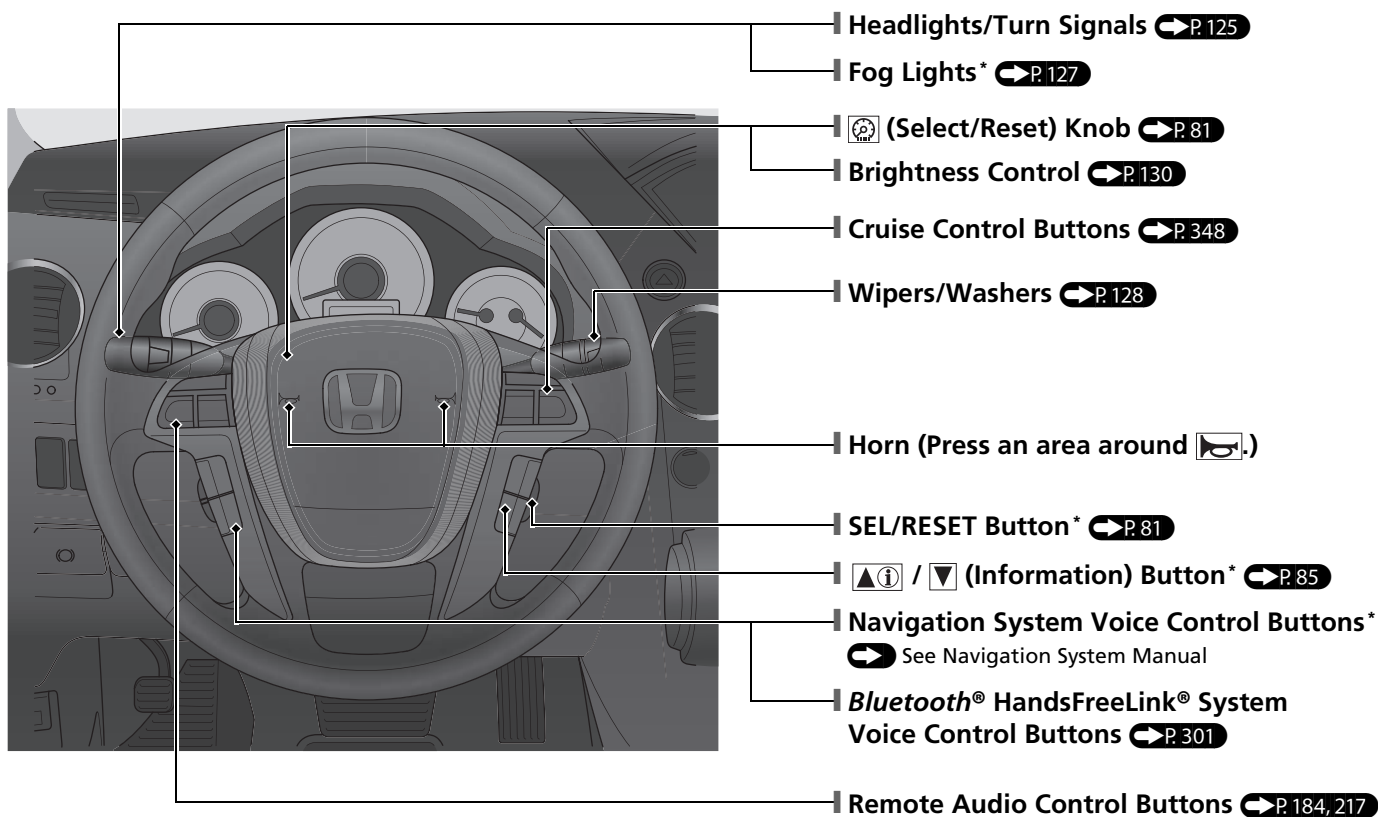 Headlights/Turn Signals P. 125
Fog Lights* P. 127
(Select/Reset) Knob P. 81
Brightness Control P. 130
Cruise Control Buttons P. 348
Wipers/Washers P. 128
Horn (Press an area around .)
SEL/RESET Button* P. 81
/ (Information) Button* P. 85
Navigation System Voice Control Buttons*
See Navigation System Manual
Bluetooth® HandsFreeLink® System
Voice Control Buttons P. 301
Remote Audio Control Buttons P. 184, 217